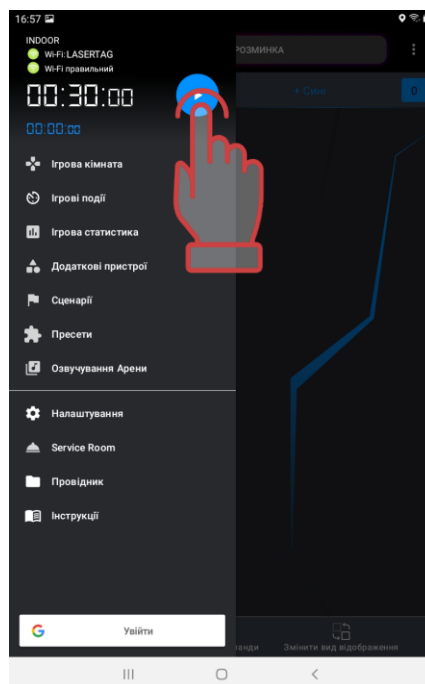 16:57
INDOOR
Wi-Fi: LASERTAG
Wi-Fi правильний
РОЗМИНКА
00:30:00
+ Сині
0
00:00:00
Ігрова кімната
Ігрові події
Ігрова статистика
Додаткові пристрої
Сценарії
Пресети
Озвучування Арени
Налаштування
Service Room
Провідник
Інструкції
G
Увійти
Змінити вид відображення